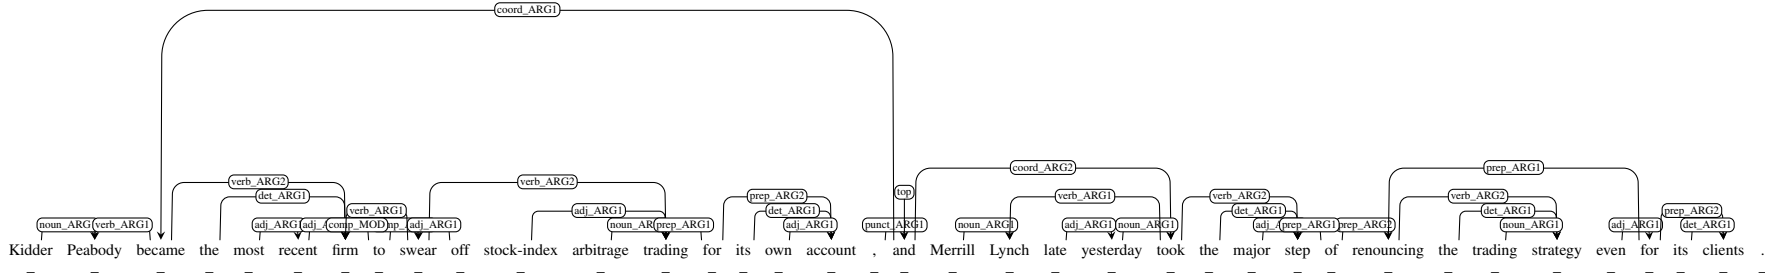 coord_ARG1
coord_ARG2 prep_ARG1
verb_ARG2 verb_ARG2 top
det_ARG1 prep_ARG2 verb_ARG1 verb_ARG2 verb_ARG2
verb_ARG1 adj_ARG1 det_ARG1 det_ARG1 det_ARG1 prep_ARG2
noun_ARG verb_ARG1 adj_ARG comp_MOD adj_ARG1 prep_ARG1 adj_ARG1 punct_ARG1 noun_ARG1 adj_ARG1 noun_ARG1 prep_ARG1 prep_ARG2 noun_ARG1 adj_ARG1 det_ARG1
Kidder Peabody became the most recent firm to swear off stock-index arbitrage trading for its own account , and Merrill Lynch late yesterday took the major step of renouncing the trading strategy even for its clients .
_ _ _ _ _ _ _ _ _ _ _ _ _ _ _ _ _ _ _ _ _ _ _ _ _ _ _ _ _ _ _ _ _ _ _ _ _